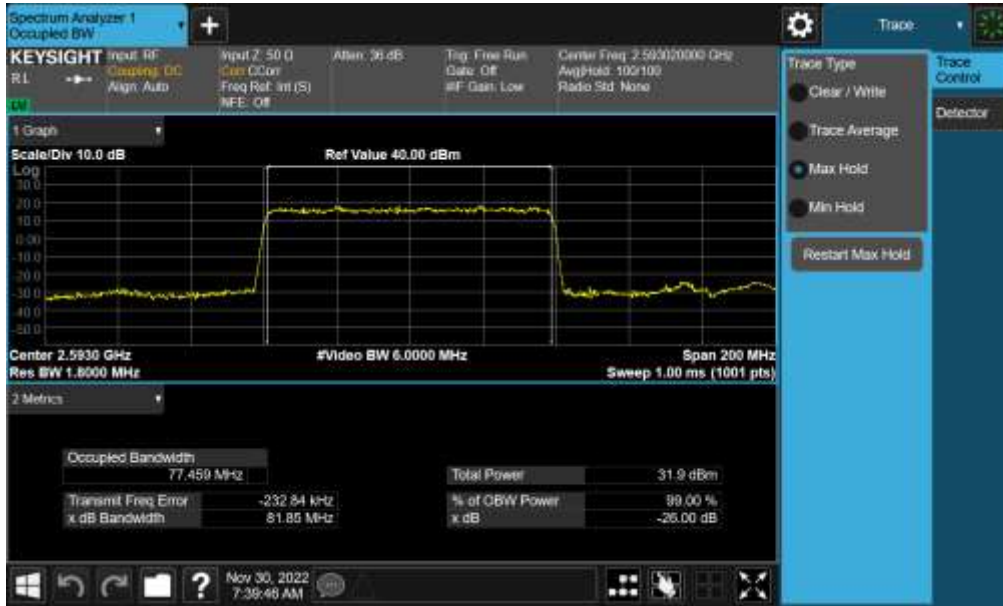 Spectrum Analyzer 1
Occupied BW
Trace
KEYSIGHT
Input: RF
Coupling: DC
Align: Auto
Input Z: 50 Ω
Corr CCorr
Freq Ref: Int (S)
NFE: Off
Atten: 36 dB
Trig: Free Run
Gate: Off
#IF Gain: Low
Center Freq: 2.593020000 GHz
Avg|Hold: 100/100
Radio Std: None
Trace Type
Clear / Write
Trace Average
Max Hold
Min Hold
Restart Max Hold
Trace
Control
Detector
1 Graph
Scale/Div 10.0 dB
Ref Value 40.00 dBm
Log
30.0
20.0
10.0
0.00
-10.0
-20.0
-30.0
-40.0
-50.0
Center 2.5930 GHz
#Video BW 6.0000 MHz
Span 200 MHz
Res BW 1.8000 MHz
Sweep 1.00 ms (1001 pts)
2 Metrics
Occupied Bandwidth
77.459 MHz
Total Power
31.9 dBm
Transmit Freq Error
-232.84 kHz
% of OBW Power
99.00 %
x dB Bandwidth
81.85 MHz
x dB
-26.00 dB
?
Nov 30, 2022
7:39:46 AM